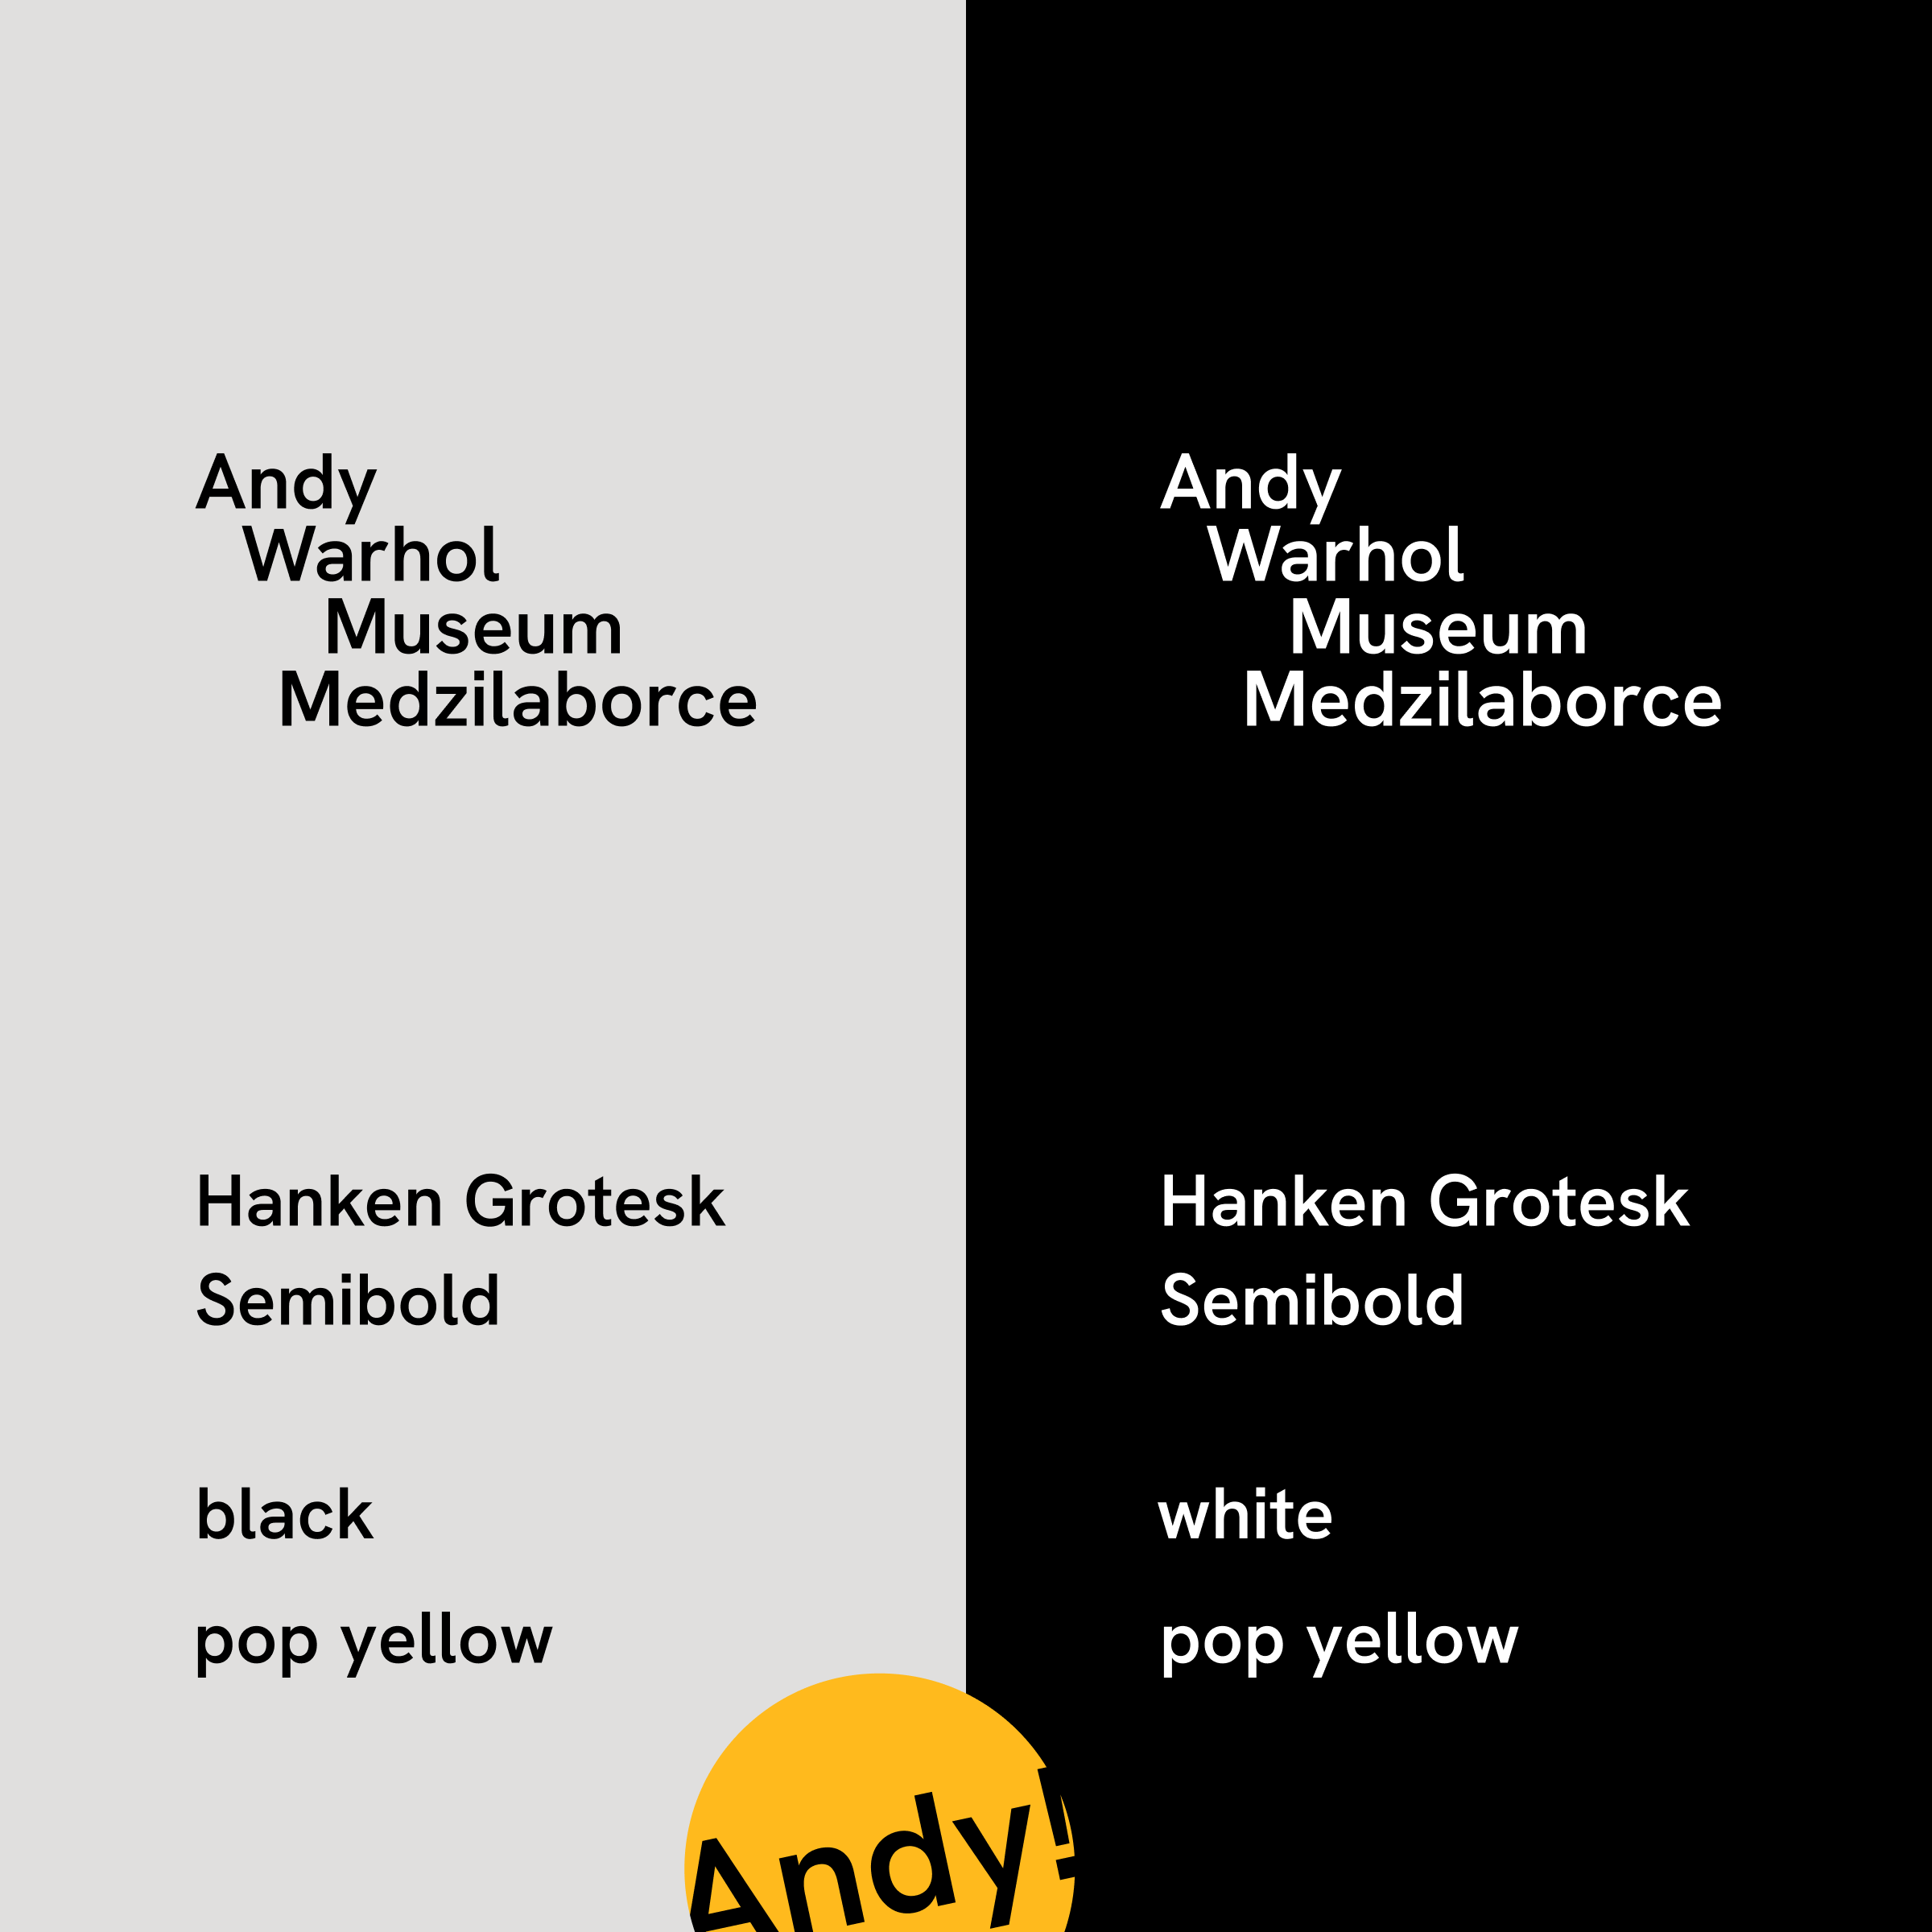 Andy
Warhol
Museum
Medzilaborce
Hanken Grotesk
Semibold
black
pop yellow
Andy
Warhol
Museum
Medzilaborce
Hanken Grotesk
Semibold
white
pop yellow
Andy!